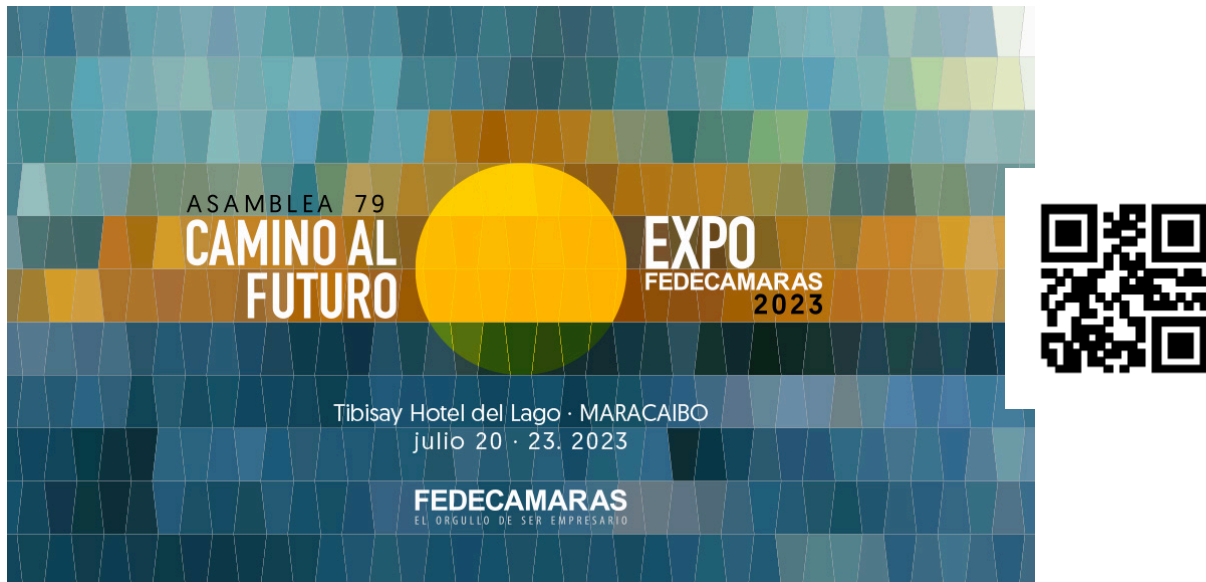 ASAMBLEA 79
CAMINO AL
FUTURO
EXPO
FEDECAMARAS
2023
Tibisay Hotel del Lago · MARACAIBO
julio 20 · 23. 2023
FEDECAMARAS
EL ORGULLO DE SER EMPRESARIO